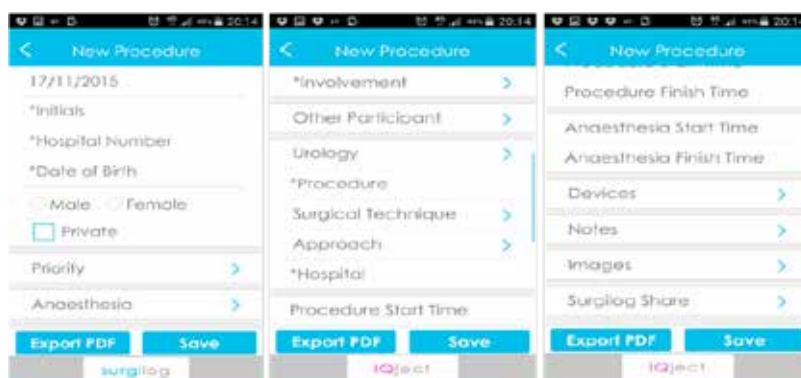 20:14
New Procedure
17/11/2015
*Initials
*Hospital Number
*Date of Birth
Male Female
Private
Priority
Anaesthesia
Export PDF Save
surgilog
20:14
New Procedure
*Involvement
Other Participant
Urology
*Procedure
Surgical Technique
Approach
*Hospital
Procedure Start Time
Export PDF Save
IQject
20:14
New Procedure
Procedure Finish Time
Anaesthesia Start Time
Anaesthesia Finish Time
Devices
Notes
Images
Surgilog Share
Export PDF Save
IQject